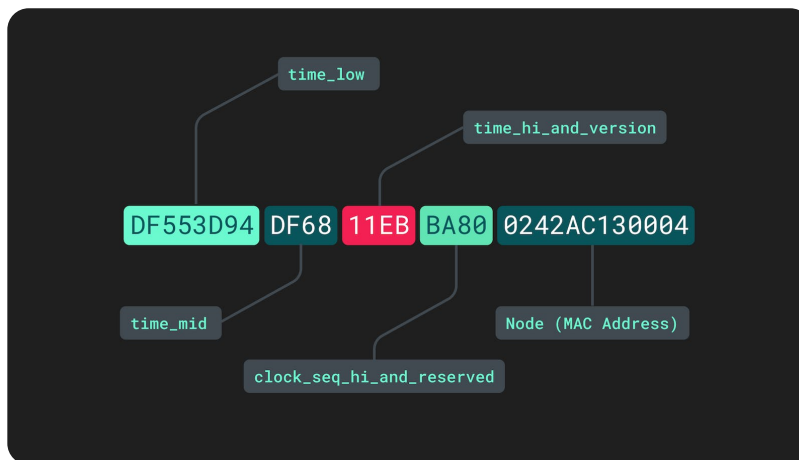 time_low
time_hi_and_version
DF553D94 DF68 11EB BA80 0242AC130004
time_mid
Node (MAC Address)
clock_seq_hi_and_reserved